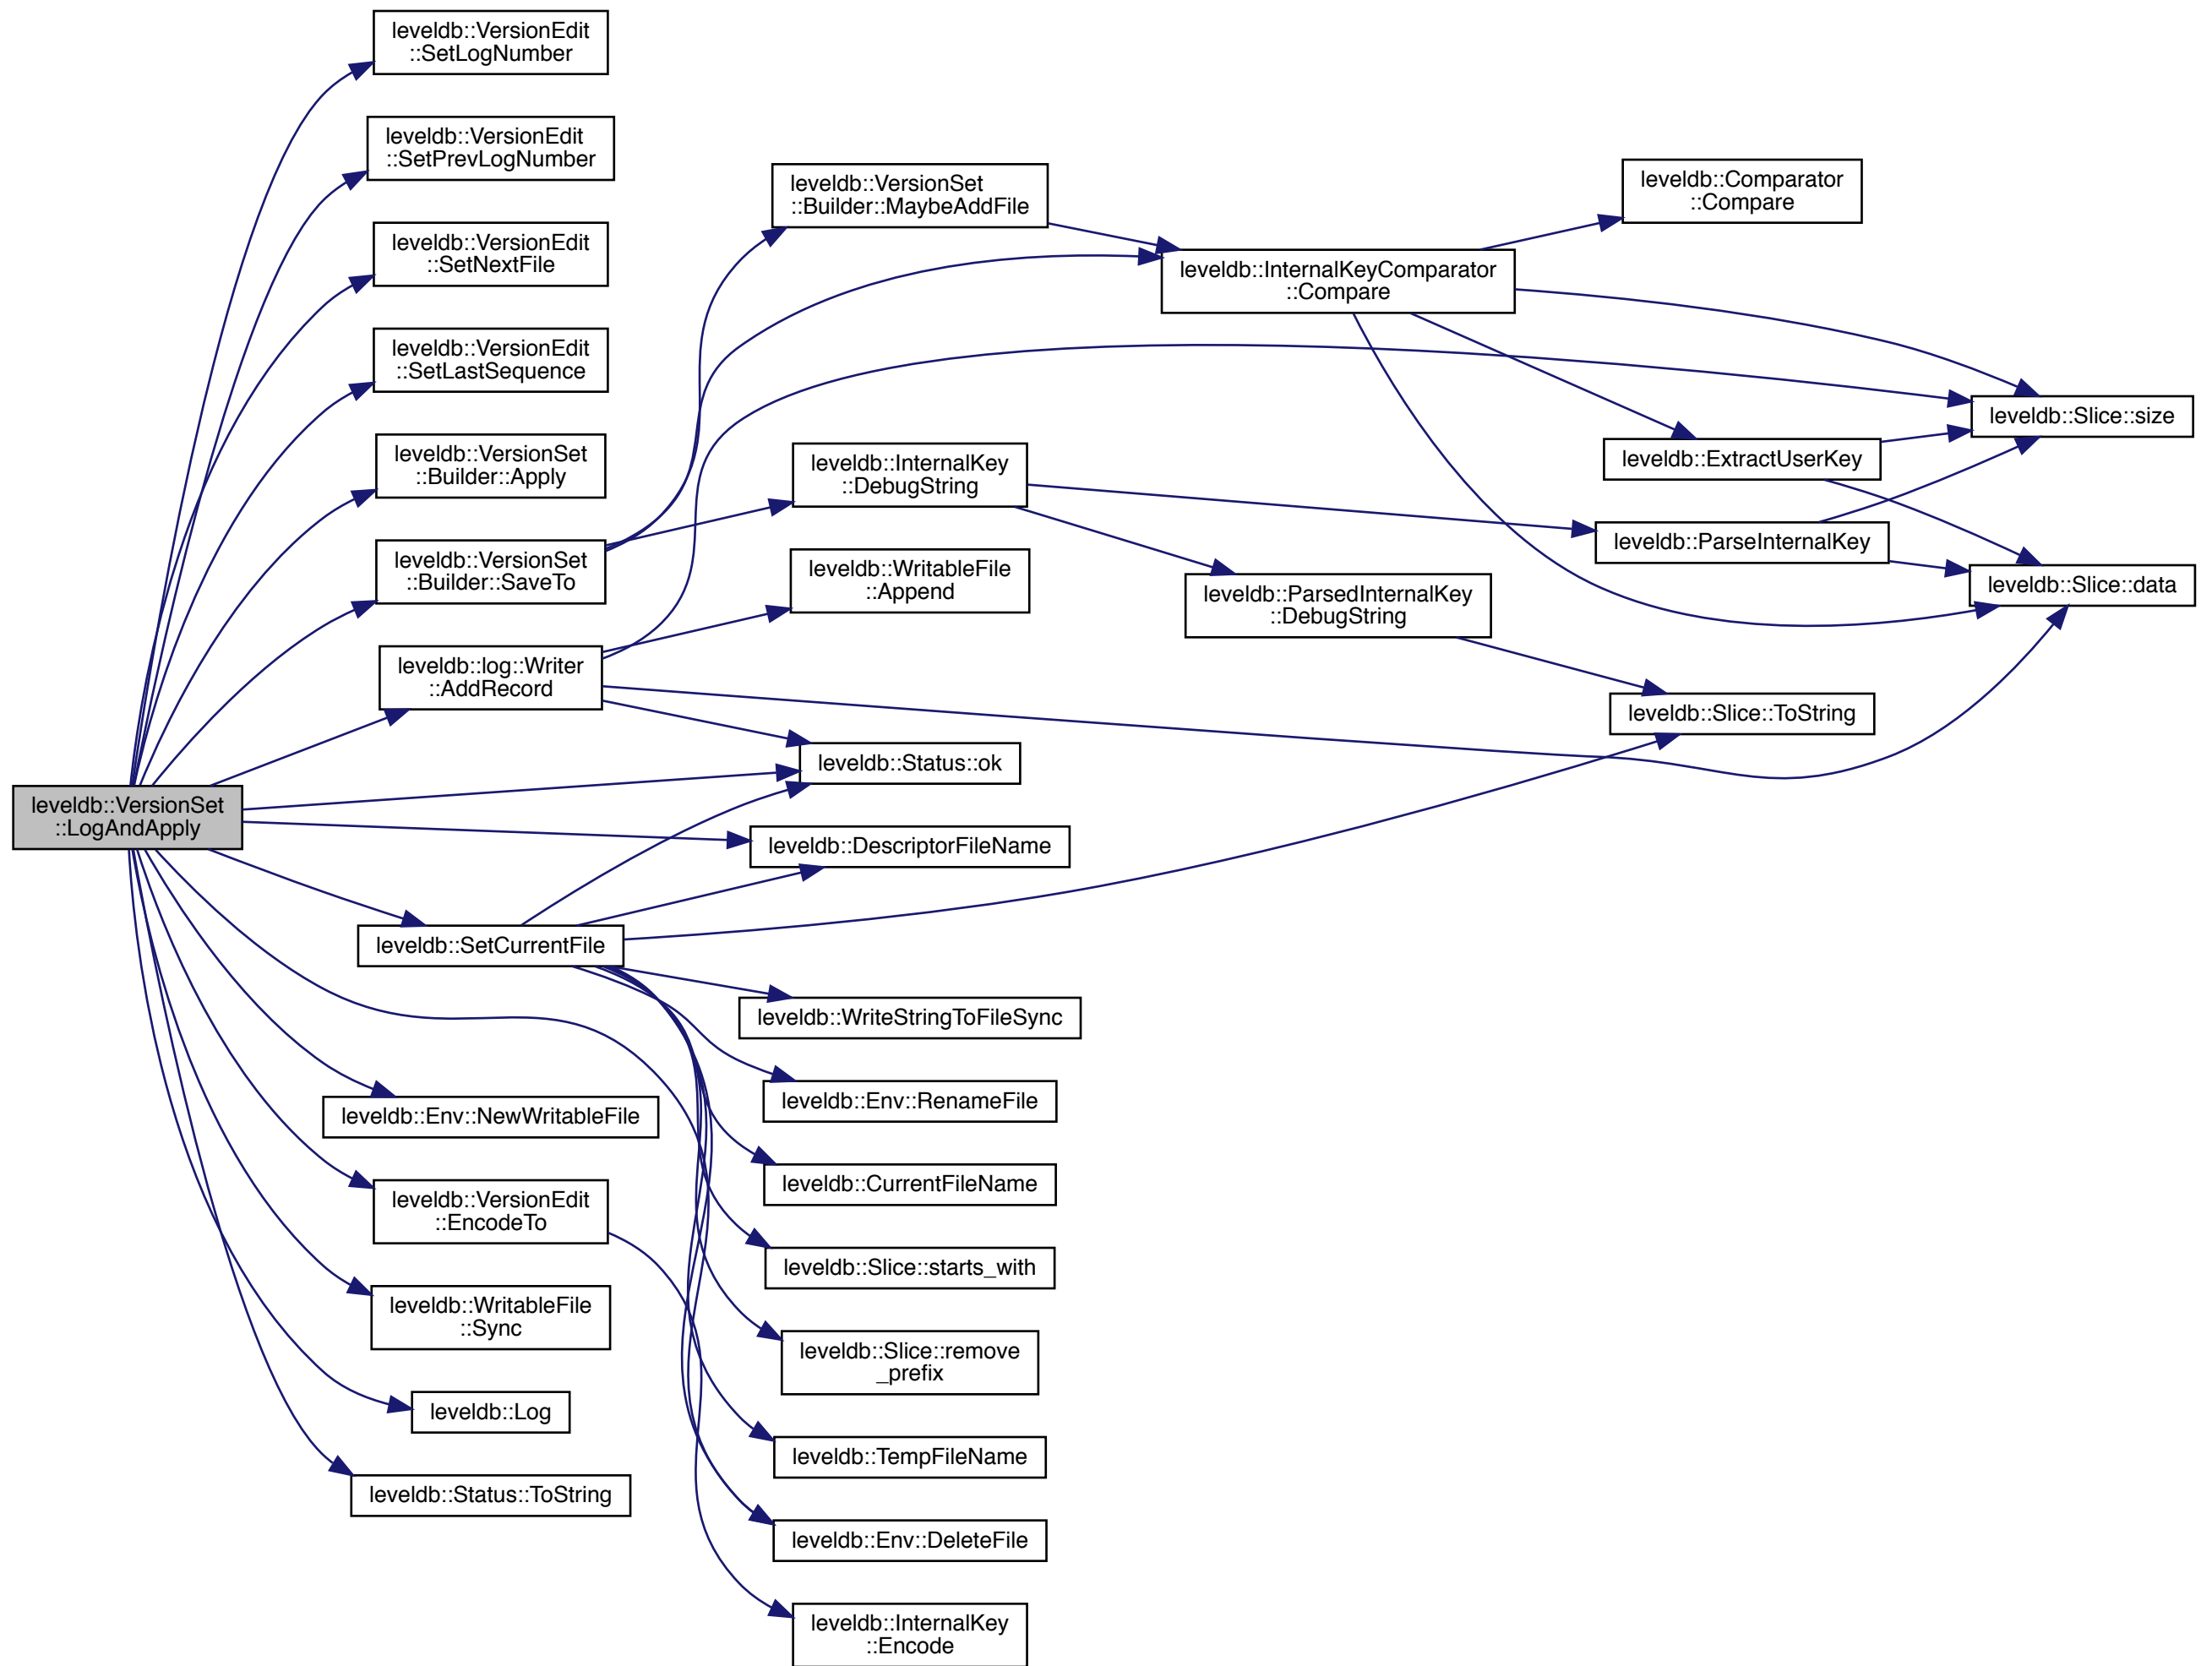 leveldb::VersionSet
::LogAndApply
leveldb::VersionEdit
::SetLogNumber
leveldb::VersionEdit
::SetPrevLogNumber
leveldb::VersionEdit
::SetNextFile
leveldb::VersionEdit
::SetLastSequence
leveldb::VersionSet
::Builder::Apply
leveldb::VersionSet
::Builder::SaveTo
leveldb::log::Writer
::AddRecord
leveldb::SetCurrentFile
leveldb::Env::NewWritableFile
leveldb::VersionEdit
::EncodeTo
leveldb::WritableFile
::Sync
leveldb::Log
leveldb::Status::ToString
leveldb::VersionSet
::Builder::MaybeAddFile
leveldb::InternalKey
::DebugString
leveldb::WritableFile
::Append
leveldb::Status::ok
leveldb::DescriptorFileName
leveldb::WriteStringToFileSync
leveldb::Env::RenameFile
leveldb::CurrentFileName
leveldb::Slice::starts_with
leveldb::Slice::remove
_prefix
leveldb::TempFileName
leveldb::Env::DeleteFile
leveldb::InternalKey
::Encode
leveldb::InternalKeyComparator
::Compare
leveldb::ParsedInternalKey
::DebugString
leveldb::Comparator
::Compare
leveldb::ExtractUserKey
leveldb::ParseInternalKey
leveldb::Slice::ToString
leveldb::Slice::size
leveldb::Slice::data